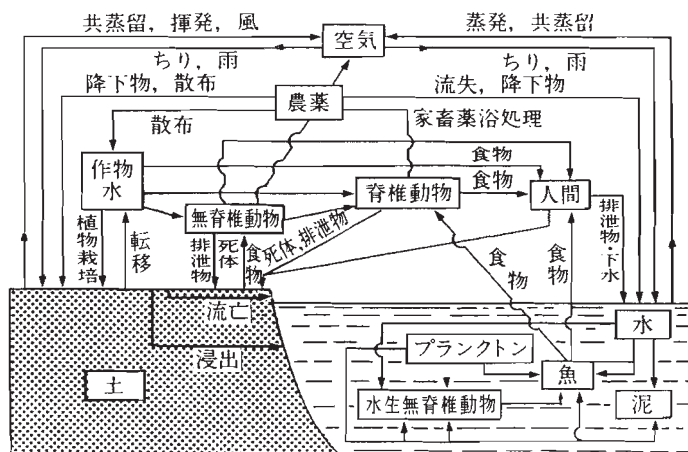 共蒸留, 揮発, 風
空気
蒸発, 共蒸留
ちり, 雨
ちり, 雨
降下物, 散布
流失, 降下物
農薬
散布
家畜薬浴処理
作物
水
食物
脊椎動物
食物
人間
無脊椎動物
植物栽培
転移
排泄物
死体
食物
死体, 排泄物
食物
食物
排泄物・下水
流亡
水
プランクトン
浸出
魚
土
水生無脊椎動物
泥